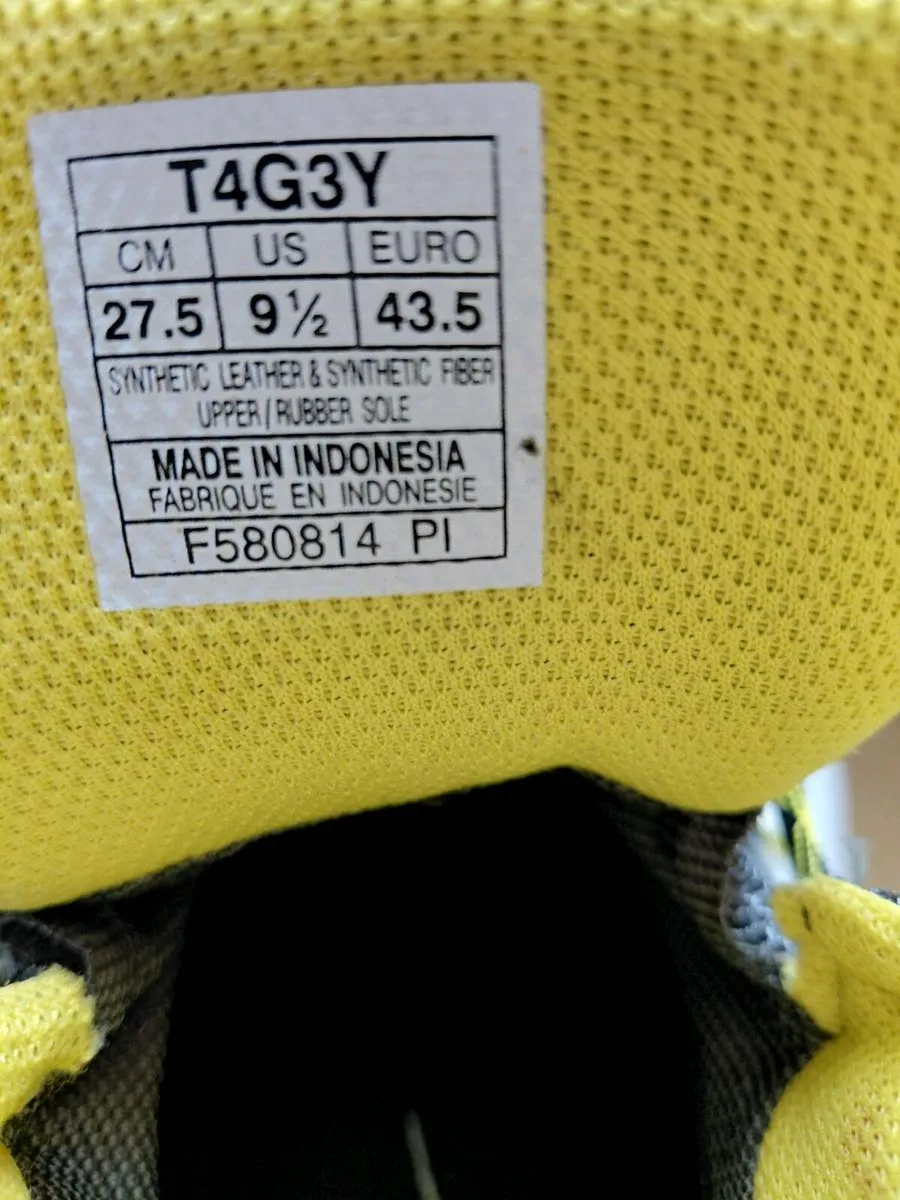 T4G3Y
CM US EURO
27.5 9½ 43.5
SYNTHETIC LEATHER & SYNTHETIC FIBER
UPPER/RUBBER SOLE
MADE IN INDONESIA
FABRIQUE EN INDONESIE
F580814 PI